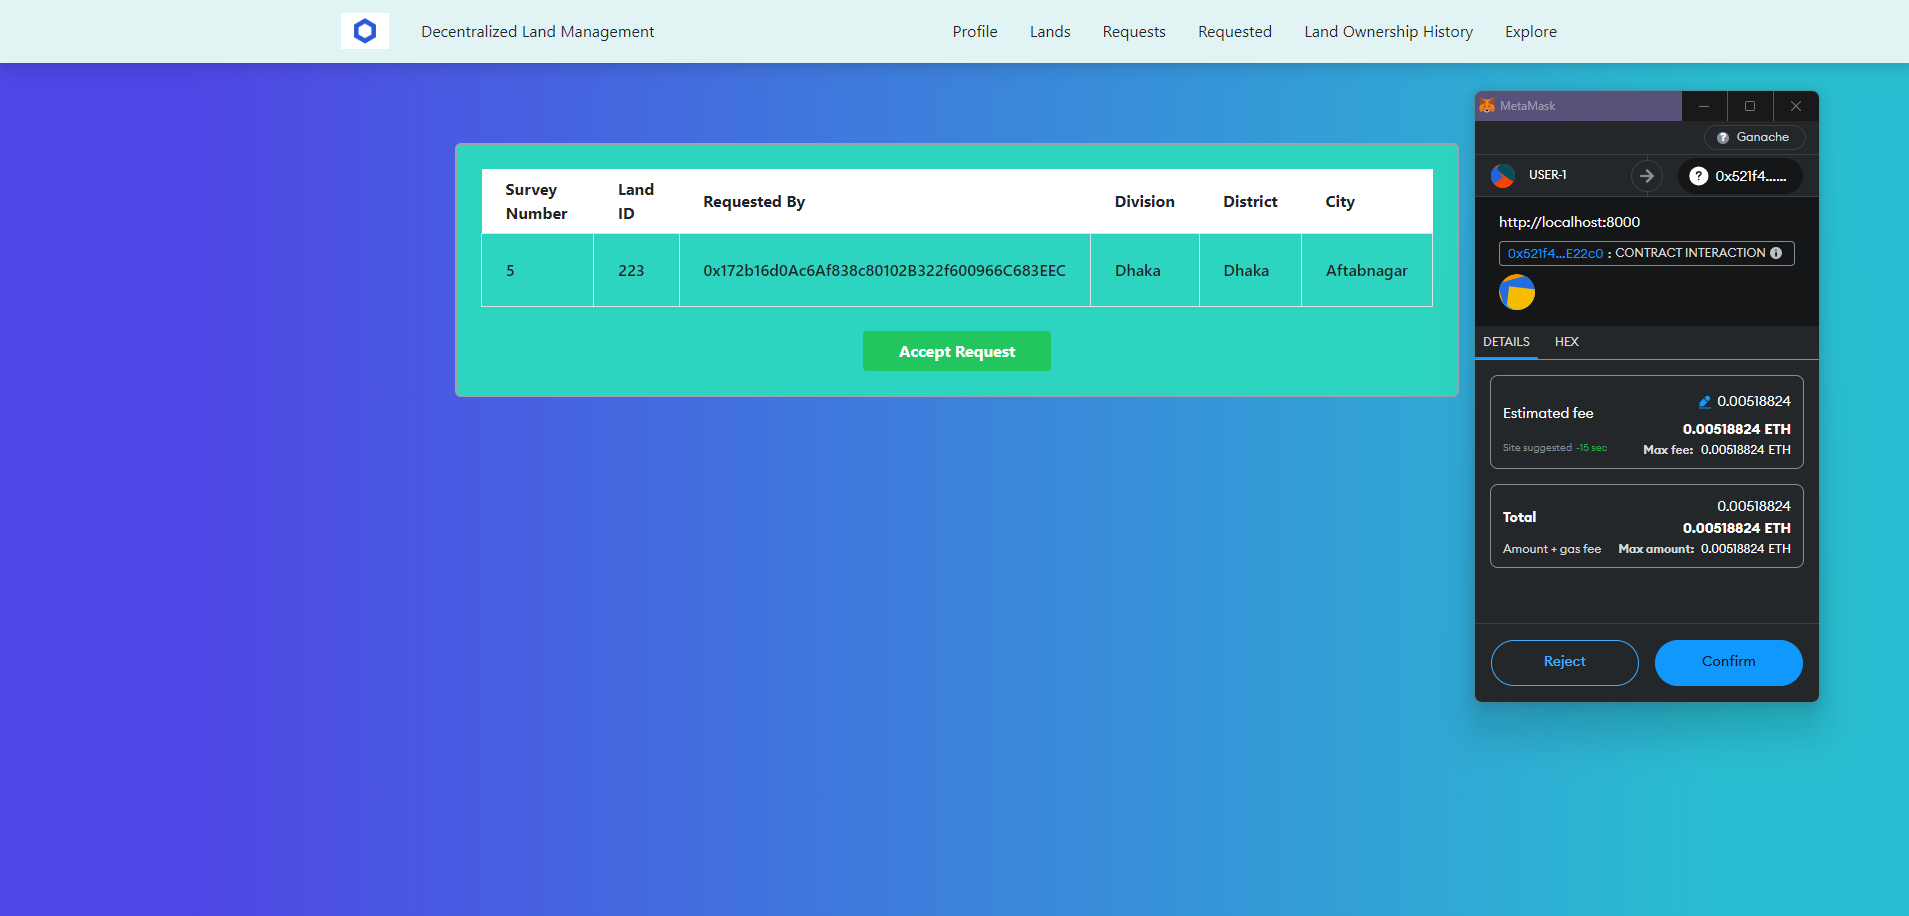 Decentralized Land Management
Profile
Lands
Requests
Requested
Land Ownership History
Explore
Survey Number
Land ID
Requested By
Division
District
City
5
223
0x172b16d0Ac6Af838c80102B322f600966C683EEC
Dhaka
Dhaka
Aftabnagar
Accept Request
MetaMask
? Ganache
USER-1
? 0x521f4......
http://localhost:8000
0x521f4...E22c0 : CONTRACT INTERACTION
DETAILS
HEX
Estimated fee
0.00518824
0.00518824 ETH
Site suggested ~15 sec
Max fee: 0.00518824 ETH
Total
0.00518824
0.00518824 ETH
Amount + gas fee
Max amount: 0.00518824 ETH
Reject
Confirm